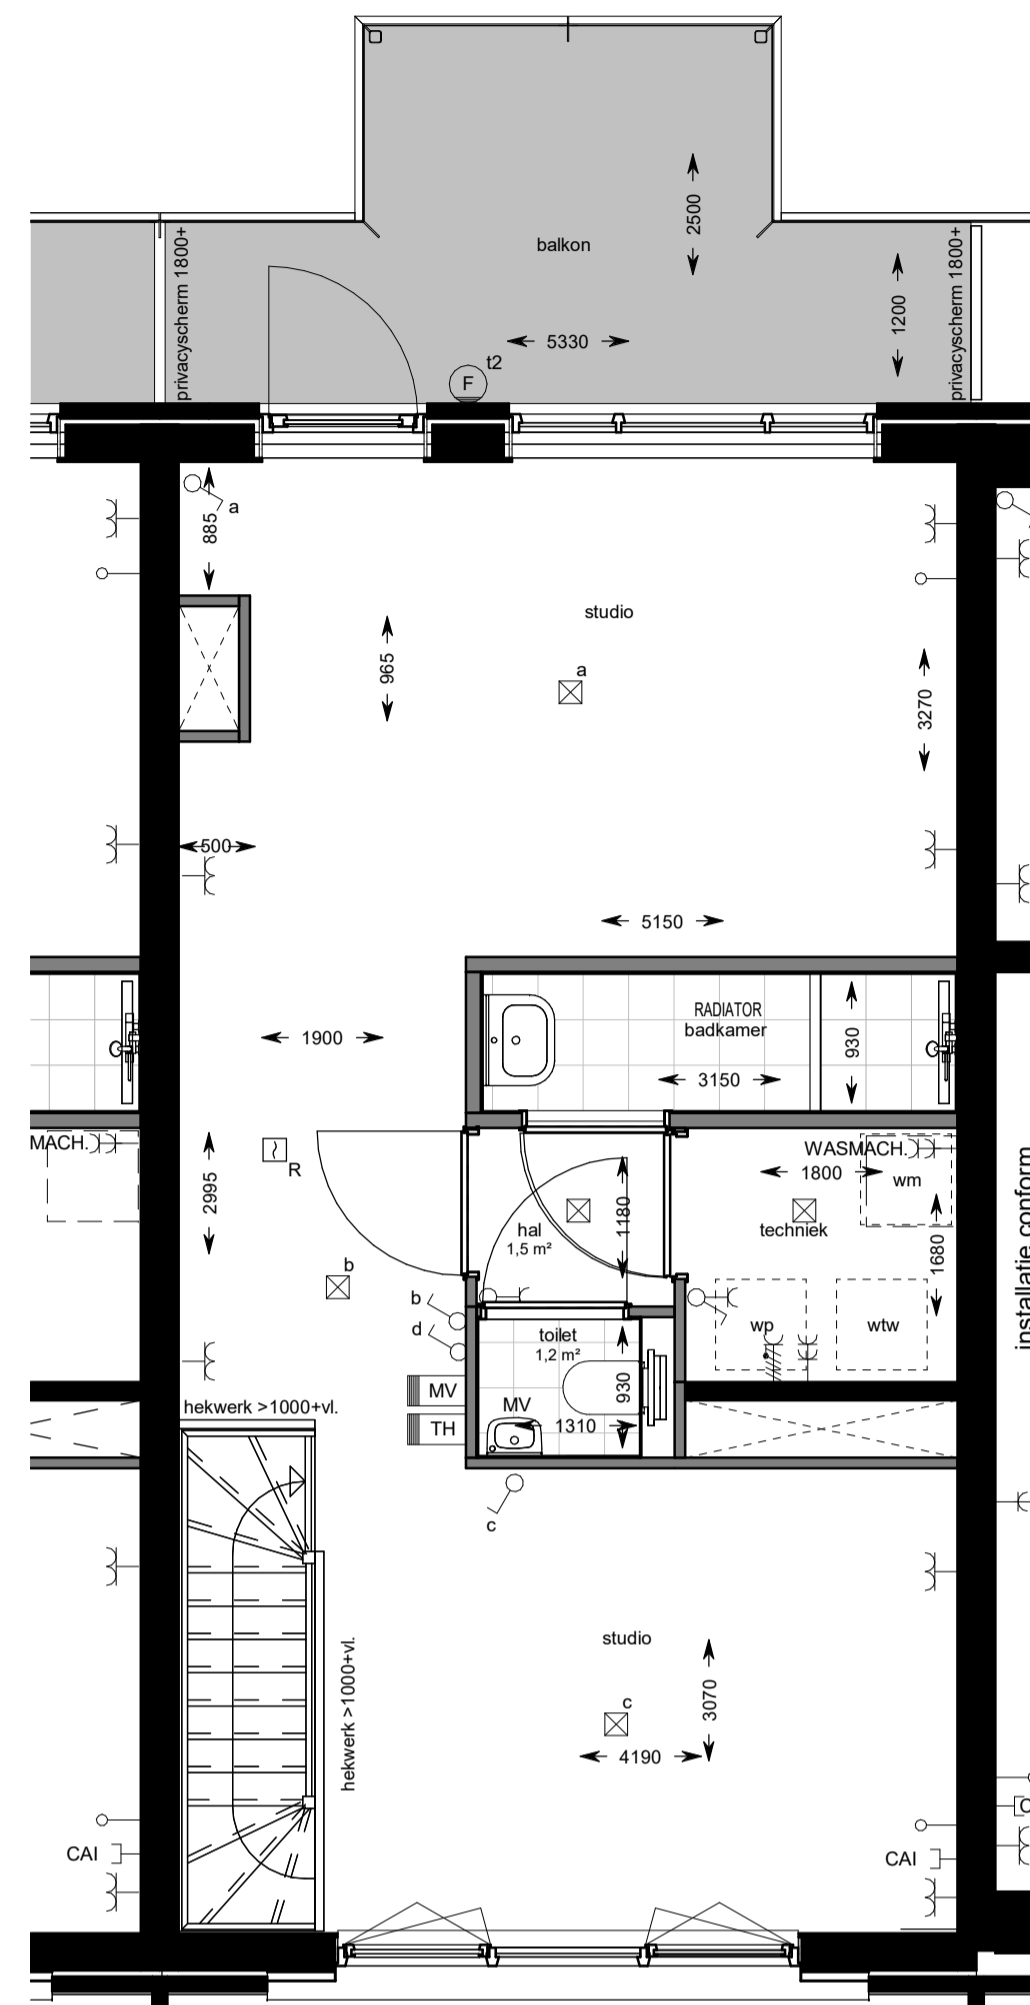 2500
balkon
privacyscherm 1800+
privacyscherm 1800+
1200
5330
t2
F
a
885
studio
965
a
3270
500
5150
RADIATOR
badkamer
930
1900
3150
MACH.
WASMACH.
1800
wm
R
2995
1180
hal
1,5 m²
techniek
1680
installatie conform
b
b
d
toilet
1,2 m²
wp
wtw
930
MV
MV
TH
1310
hekwerk >1000+vl.
c
studio
hekwerk >1000+vl.
3070
c
4190
CAI
CAI
C